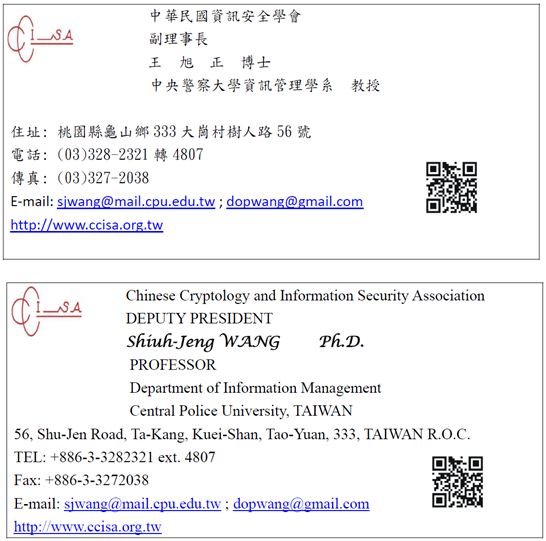 CCISA
中華民國資訊安全學會
副理事長
王 旭 正 博士
中央警察大學資訊管理學系 教授
住址: 桃園縣龜山鄉 333 大崗村樹人路 56 號
電話: (03)328-2321 轉 4807
傳真: (03)327-2038
E-mail: sjwang@mail.cpu.edu.tw ; dopwang@gmail.com
http://www.ccisa.org.tw
CCISA
Chinese Cryptology and Information Security Association
DEPUTY PRESIDENT
Shiuh-Jeng WANG Ph.D.
PROFESSOR
Department of Information Management
Central Police University, TAIWAN
56, Shu-Jen Road, Ta-Kang, Kuei-Shan, Tao-Yuan, 333, TAIWAN R.O.C.
TEL: +886-3-3282321 ext. 4807
Fax: +886-3-3272038
E-mail: sjwang@mail.cpu.edu.tw ; dopwang@gmail.com
http://www.ccisa.org.tw